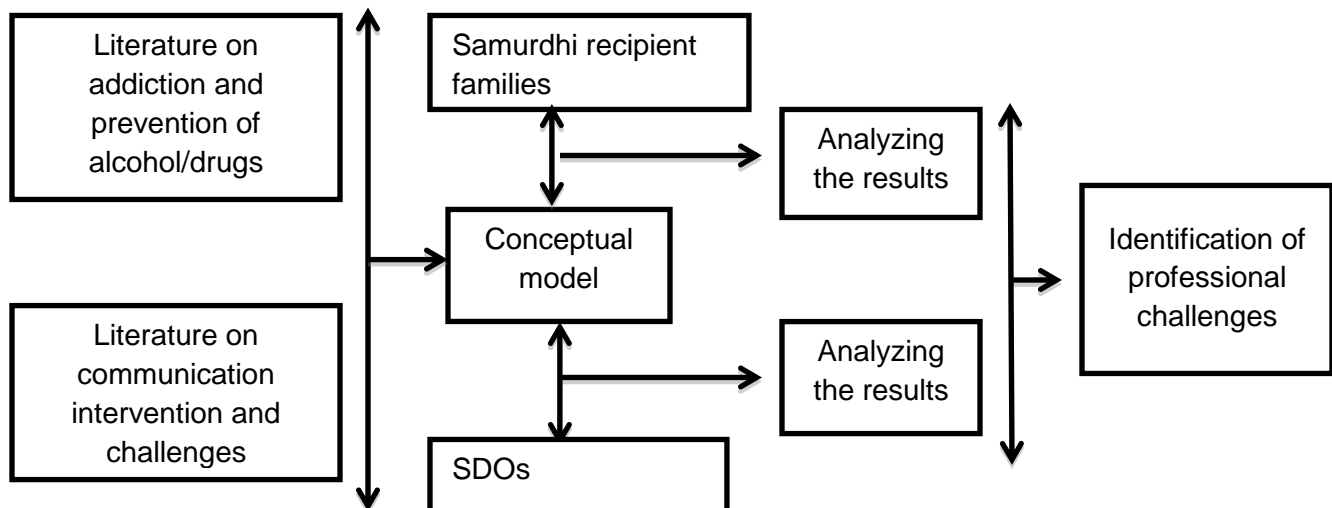 Literature on
addiction and
prevention of
alcohol/drugs
Literature on
communication
intervention and
challenges
Samurdhi recipient
families
Conceptual
model
SDOs
Analyzing
the results
Analyzing
the results
Identification of
professional
challenges